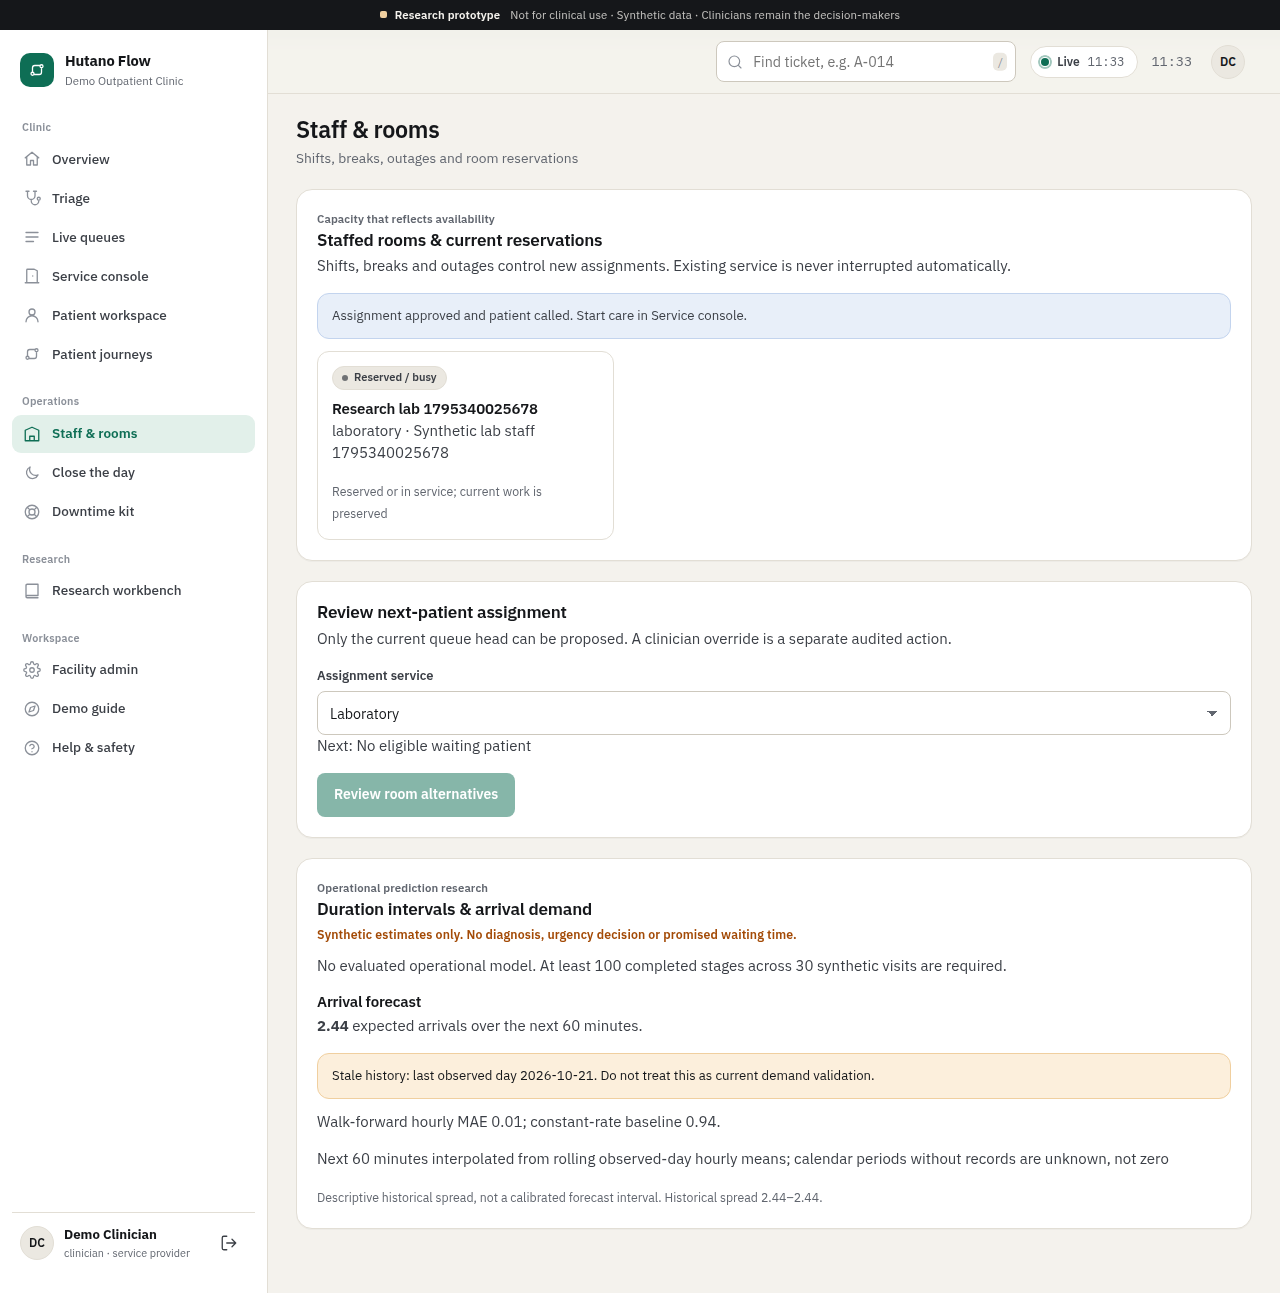 Research prototype Not for clinical use · Synthetic data · Clinicians remain the decision-makers
Hutano Flow
Demo Outpatient Clinic
Find ticket, e.g. A-014
/
Live 11:33
11:33
DC
Clinic
Overview
Triage
Live queues
Service console
Patient workspace
Patient journeys
Operations
Staff & rooms
Close the day
Downtime kit
Research
Research workbench
Workspace
Facility admin
Demo guide
Help & safety
DC
Demo Clinician
clinician · service provider
Staff & rooms
Shifts, breaks, outages and room reservations
Capacity that reflects availability
Staffed rooms & current reservations
Shifts, breaks and outages control new assignments. Existing service is never interrupted automatically.
Assignment approved and patient called. Start care in Service console.
Reserved / busy
Research lab 1795340025678
laboratory · Synthetic lab staff
1795340025678
Reserved or in service; current work is
preserved
Review next-patient assignment
Only the current queue head can be proposed. A clinician override is a separate audited action.
Assignment service
Laboratory
Next: No eligible waiting patient
Review room alternatives
Operational prediction research
Duration intervals & arrival demand
Synthetic estimates only. No diagnosis, urgency decision or promised waiting time.
No evaluated operational model. At least 100 completed stages across 30 synthetic visits are required.
Arrival forecast
2.44 expected arrivals over the next 60 minutes.
Stale history: last observed day 2026-10-21. Do not treat this as current demand validation.
Walk-forward hourly MAE 0.01; constant-rate baseline 0.94.
Next 60 minutes interpolated from rolling observed-day hourly means; calendar periods without records are unknown, not zero
Descriptive historical spread, not a calibrated forecast interval. Historical spread 2.44–2.44.